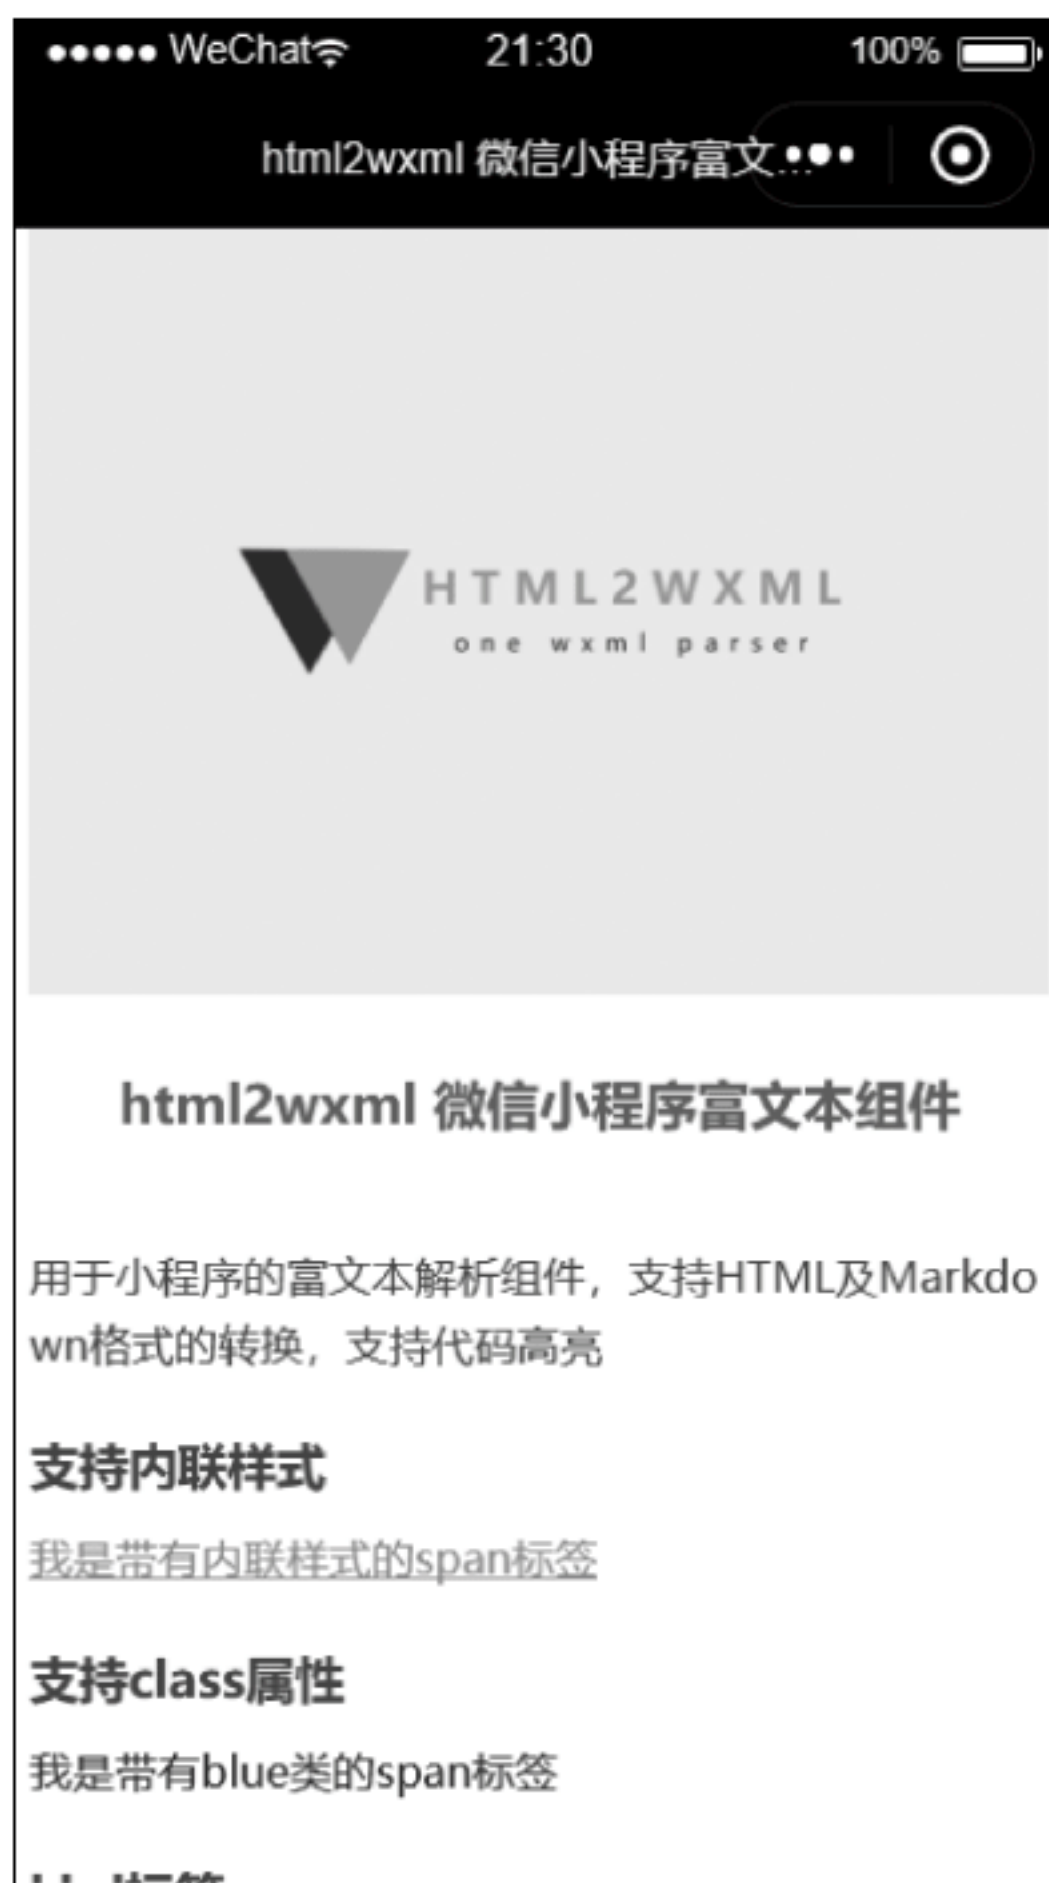 ●●●●● WeChat 21:30 100%
html2wxml 微信小程序富文...
HTML2WXML
one wxml parser
html2wxml 微信小程序富文本组件
用于小程序的富文本解析组件，支持HTML及Markdo
wn格式的转换，支持代码高亮
支持内联样式
我是带有内联样式的span标签
支持class属性
我是带有blue类的span标签